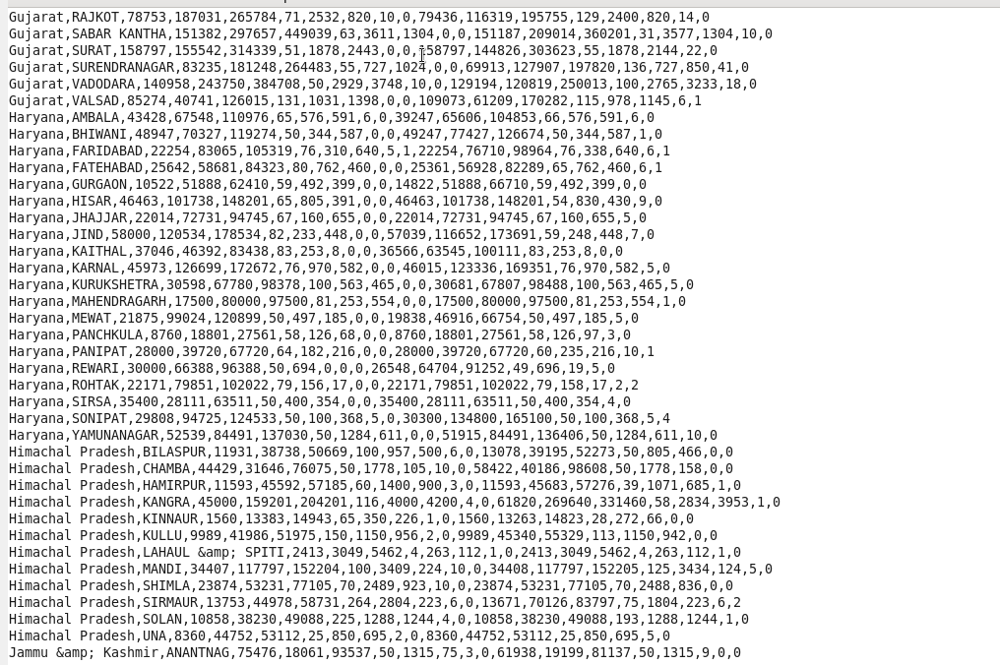 Gujarat,RAJKOT,78753,187031,265784,71,2532,820,10,0,79436,116319,195755,129,2400,820,14,0
Gujarat,SABAR KANTHA,151382,297657,449039,63,3611,1304,0,0,151187,209014,360201,31,3577,1304,10,0
Gujarat,SURAT,158797,155542,314339,51,1878,2443,0,0,158797,144826,303623,55,1878,2144,22,0
Gujarat,SURENDRANAGAR,83235,181248,264483,55,727,1024,0,0,69913,127907,197820,136,727,850,41,0
Gujarat,VADODARA,140958,243750,384708,50,2929,3748,10,0,129194,120819,250013,100,2765,3233,18,0
Gujarat,VALSAD,85274,40741,126015,131,1031,1398,0,0,109073,61209,170282,115,978,1145,6,1
Haryana,AMBALA,43428,67548,110976,65,576,591,6,0,39247,65606,104853,66,576,591,6,0
Haryana,BHIWANI,48947,70327,119274,50,344,587,0,0,49247,77427,126674,50,344,587,1,0
Haryana,FARIDABAD,22254,83065,105319,76,310,640,5,1,22254,76710,98964,76,338,640,6,1
Haryana,FATEHABAD,25642,58681,84323,80,762,460,0,0,25361,56928,82289,65,762,460,6,1
Haryana,GURGAON,10522,51888,62410,59,492,399,0,0,14822,51888,66710,59,492,399,0,0
Haryana,HISAR,46463,101738,148201,65,805,391,0,0,46463,101738,148201,54,830,430,9,0
Haryana,JHAJJAR,22014,72731,94745,67,160,655,0,0,22014,72731,94745,67,160,655,5,0
Haryana,JIND,58000,120534,178534,82,233,448,0,0,57039,116652,173691,59,248,448,7,0
Haryana,KAITHAL,37046,46392,83438,83,253,8,0,0,36566,63545,100111,83,253,8,0,0
Haryana,KARNAL,45973,126699,172672,76,970,582,0,0,46015,123336,169351,76,970,582,5,0
Haryana,KURUKSHETRA,30598,67780,98378,100,563,465,0,0,30681,67807,98488,100,563,465,5,0
Haryana,MAHENDRAGARH,17500,80000,97500,81,253,554,0,0,17500,80000,97500,81,253,554,1,0
Haryana,MEWAT,21875,99024,120899,50,497,185,0,0,19838,46916,66754,50,497,185,5,0
Haryana,PANCHKULA,8760,18801,27561,58,126,68,0,0,8760,18801,27561,58,126,97,3,0
Haryana,PANIPAT,28000,39720,67720,64,182,216,0,0,28000,39720,67720,60,235,216,10,1
Haryana,REWARI,30000,66388,96388,50,694,0,0,0,26548,64704,91252,49,696,19,5,0
Haryana,ROHTAK,22171,79851,102022,79,156,17,0,0,22171,79851,102022,79,158,17,2,2
Haryana,SIRSA,35400,28111,63511,50,400,354,0,0,35400,28111,63511,50,400,354,4,0
Haryana,SONIPAT,29808,94725,124533,50,100,368,5,0,30300,134800,165100,50,100,368,5,4
Haryana,YAMUNANAGAR,52539,84491,137030,50,1284,611,0,0,51915,84491,136406,50,1284,611,10,0
Himachal Pradesh,BILASPUR,11931,38738,50669,100,957,500,6,0,13078,39195,52273,50,805,466,0,0
Himachal Pradesh,CHAMBA,44429,31646,76075,50,1778,105,10,0,58422,40186,98608,50,1778,158,0,0
Himachal Pradesh,HAMIRPUR,11593,45592,57185,60,1400,900,3,0,11593,45683,57276,39,1071,685,1,0
Himachal Pradesh,KANGRA,45000,159201,204201,116,4000,4200,4,0,61820,269640,331460,58,2834,3953,1,0
Himachal Pradesh,KINNAUR,1560,13383,14943,65,350,226,1,0,1560,13263,14823,28,272,66,0,0
Himachal Pradesh,KULLU,9989,41986,51975,150,1150,956,2,0,9989,45340,55329,113,1150,942,0,0
Himachal Pradesh,LAHAUL &amp; SPITI,2413,3049,5462,4,263,112,1,0,2413,3049,5462,4,263,112,1,0
Himachal Pradesh,MANDI,34407,117797,152204,100,3409,224,10,0,34408,117797,152205,125,3434,124,5,0
Himachal Pradesh,SHIMLA,23874,53231,77105,70,2489,923,10,0,23874,53231,77105,70,2488,836,0,0
Himachal Pradesh,SIRMAUR,13753,44978,58731,264,2804,223,6,0,13671,70126,83797,75,1804,223,6,2
Himachal Pradesh,SOLAN,10858,38230,49088,225,1288,1244,4,0,10858,38230,49088,193,1288,1244,1,0
Himachal Pradesh,UNA,8360,44752,53112,25,850,695,2,0,8360,44752,53112,25,850,695,5,0
Jammu &amp; Kashmir,ANANTNAG,75476,18061,93537,50,1315,75,3,0,61938,19199,81137,50,1315,9,0,0